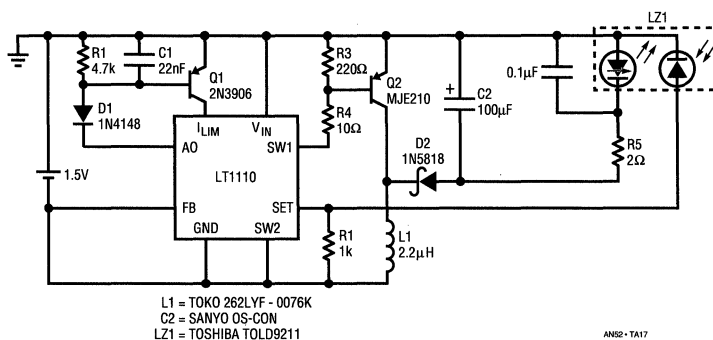 LZ1
R1
4.7k
C1
22nF
Q1
2N3906
R3
220Ω
Q2
MJE210
+
C2
100μF
0.1μF
D1
1N4148
ILIM
VIN
R4
10Ω
AO
SW1
D2
1N5818
R5
2Ω
1.5V
LT1110
FB
SET
GND
SW2
R1
1k
L1
2.2μH
L1 = TOKO 262LYF - 0076K
C2 = SANYO OS-CON
LZ1 = TOSHIBA TOLD9211
AN52 • TA17